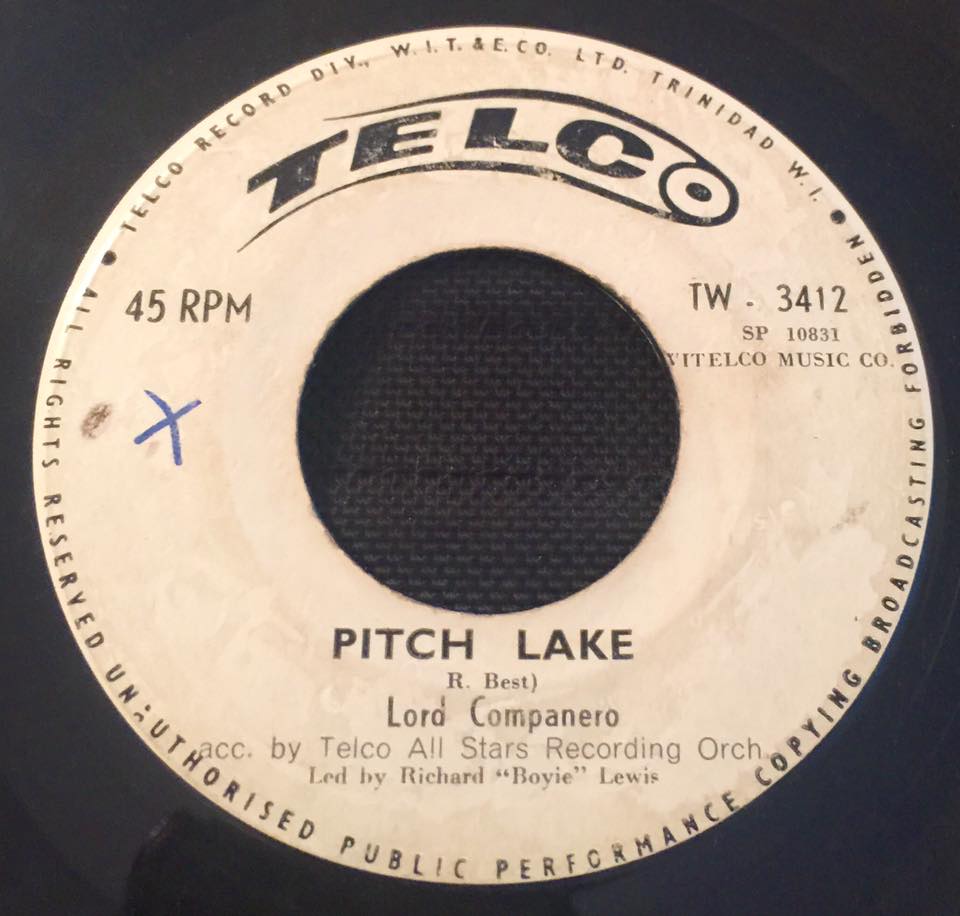 ● TELCO RECORD DIV., W.I.T. & E. CO. LTD. TRINIDAD W.I. ●
TELCO
45 RPM
TW - 3412
SP 10831
VITELCO MUSIC CO.
PITCH LAKE
R. Best)
Lord Companero
acc. by Telco All Stars Recording Orch.
Led by Richard "Boyie" Lewis
ALL RIGHTS RESERVED UNAUTHORISED PUBLIC PERFORMANCE COPYING BROADCASTING FORBIDDEN
X